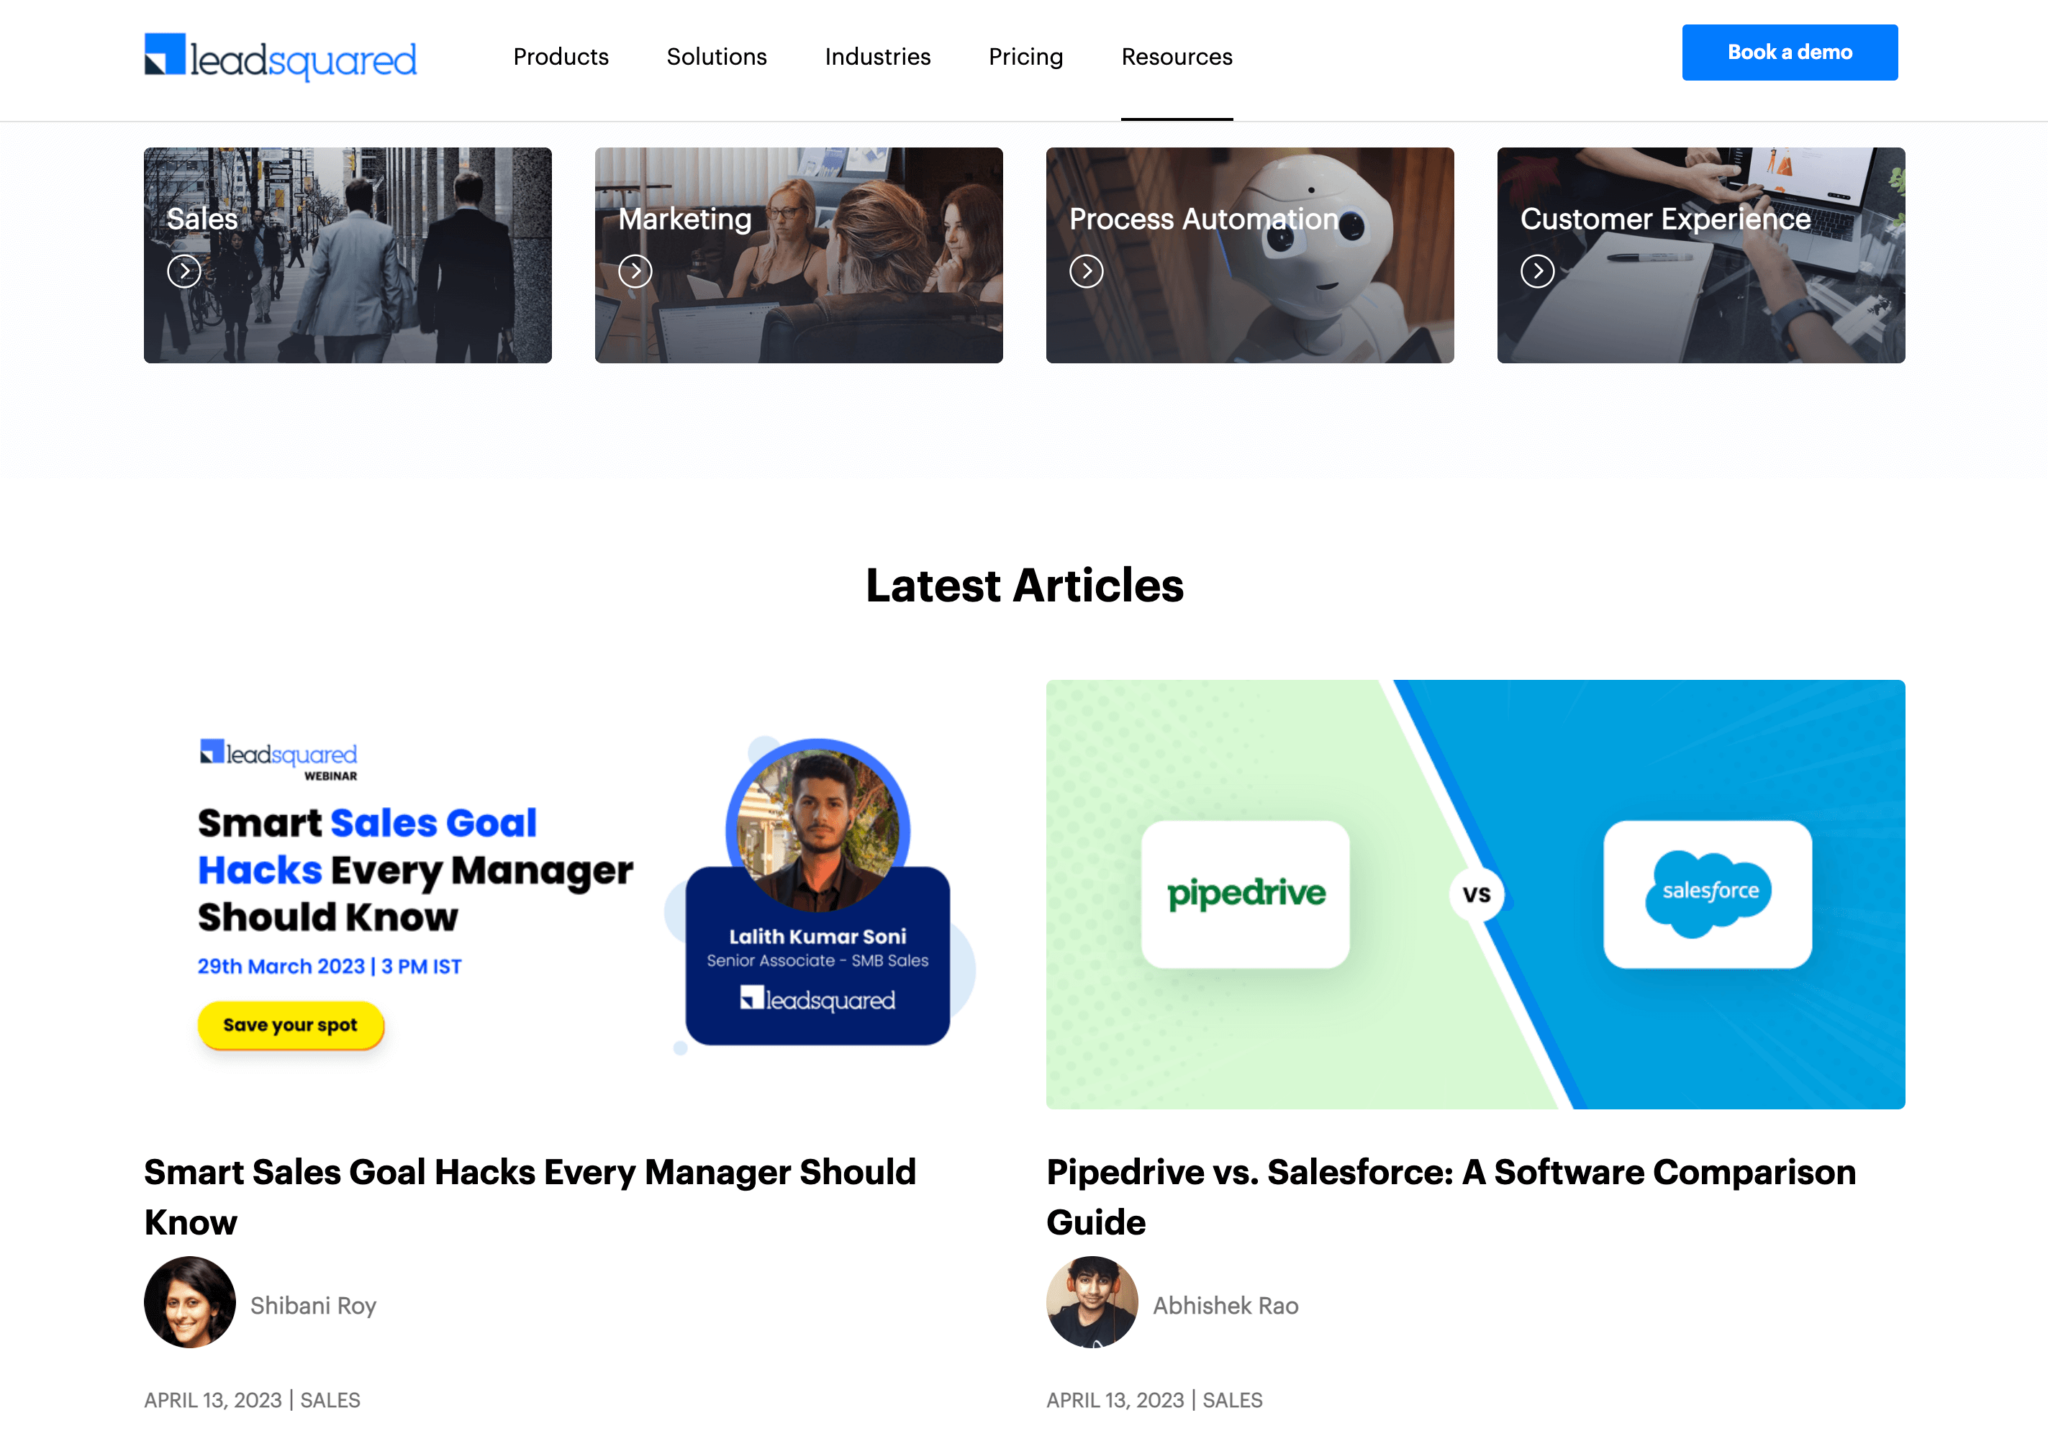 leadsquared
Products
Solutions
Industries
Pricing
Resources
Book a demo
Sales
Marketing
Process Automation
Customer Experience
Latest Articles
leadsquared
WEBINAR
Smart Sales Goal
Hacks Every Manager
Should Know
29th March 2023 | 3 PM IST
Save your spot
Lalith Kumar Soni
Senior Associate - SMB Sales
leadsquared
pipedrive
VS
salesforce
Smart Sales Goal Hacks Every Manager Should
Know
Shibani Roy
APRIL 13, 2023 | SALES
Pipedrive vs. Salesforce: A Software Comparison
Guide
Abhishek Rao
APRIL 13, 2023 | SALES